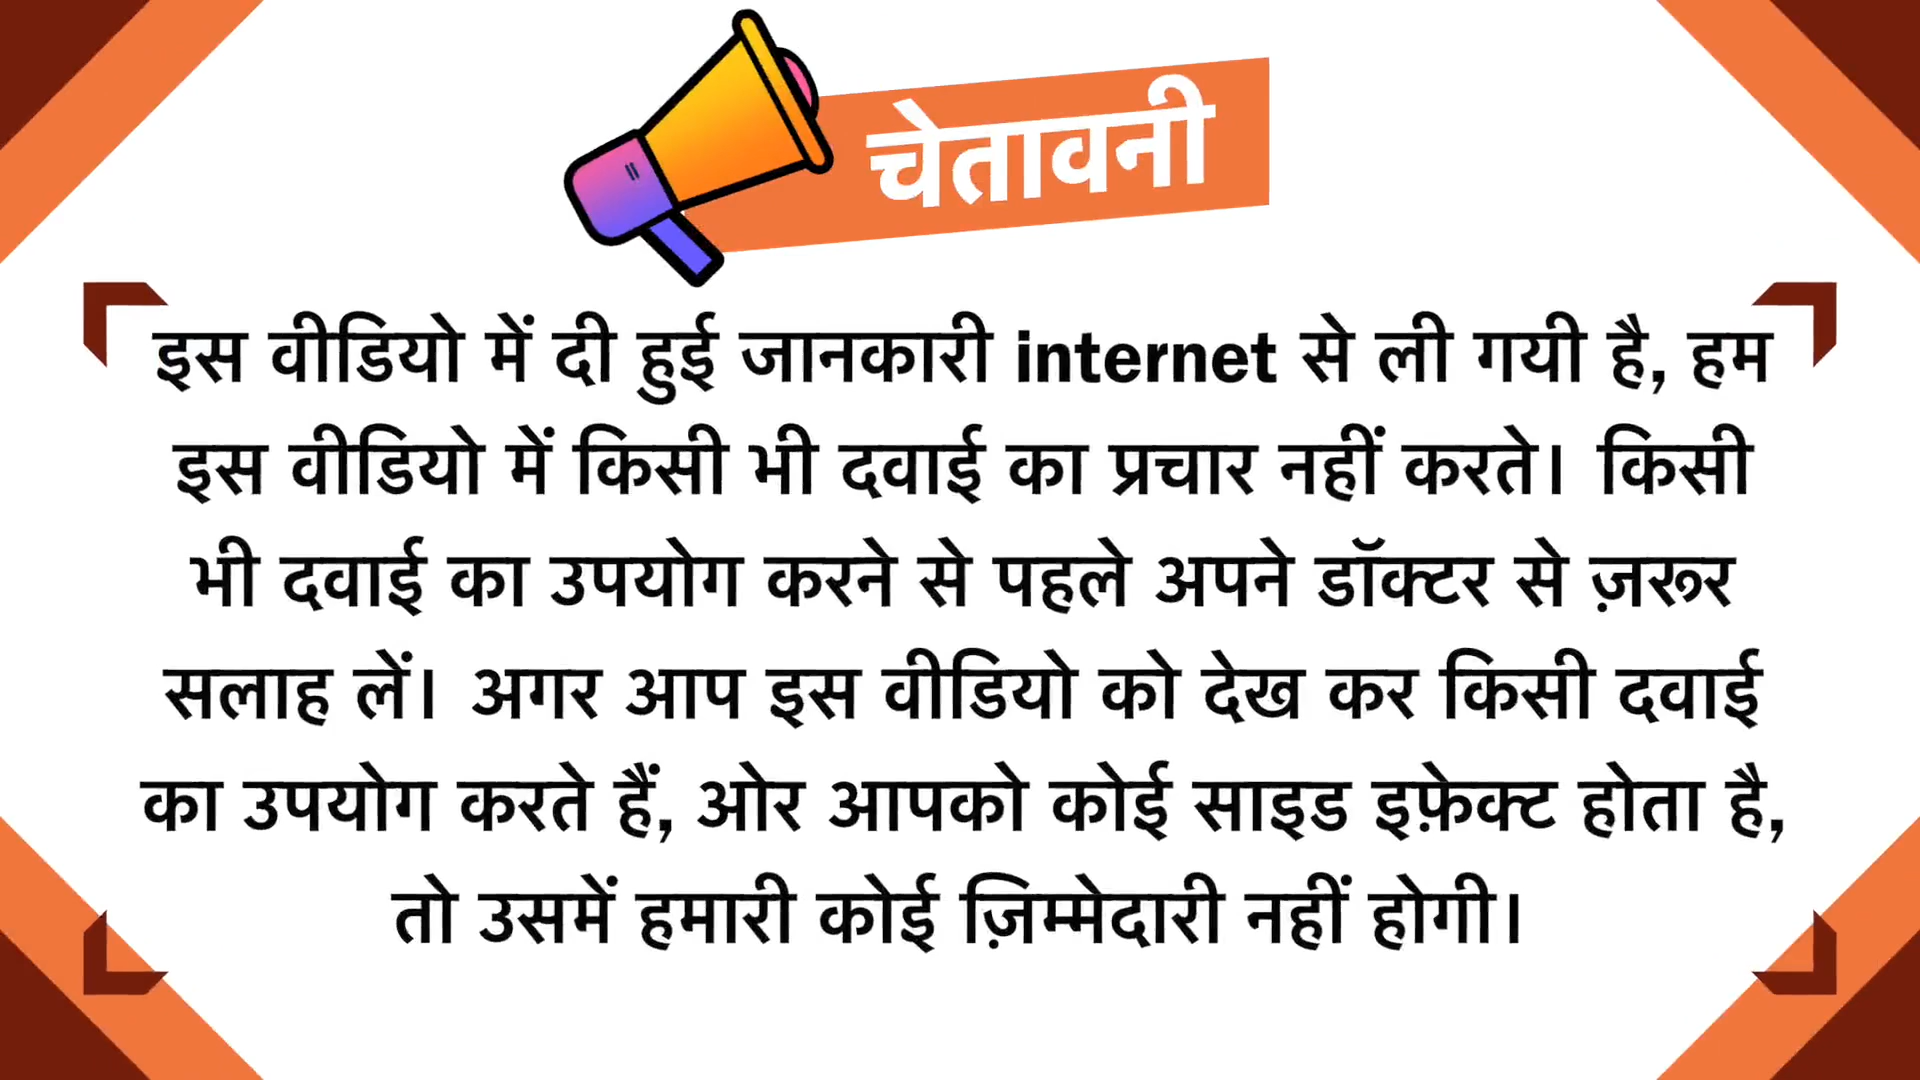 चेतावनी
इस वीडियो में दी हुई जानकारी internet से ली गयी है, हम
इस वीडियो में किसी भी दवाई का प्रचार नहीं करते। किसी
भी दवाई का उपयोग करने से पहले अपने डॉक्टर से ज़रूर
सलाह लें। अगर आप इस वीडियो को देख कर किसी दवाई
का उपयोग करते हैं, ओर आपको कोई साइड इफ़ेक्ट होता है,
तो उसमें हमारी कोई ज़िम्मेदारी नहीं होगी।